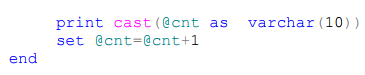 print cast(@cnt as  varchar(10))
set @cnt=@cnt+1
end